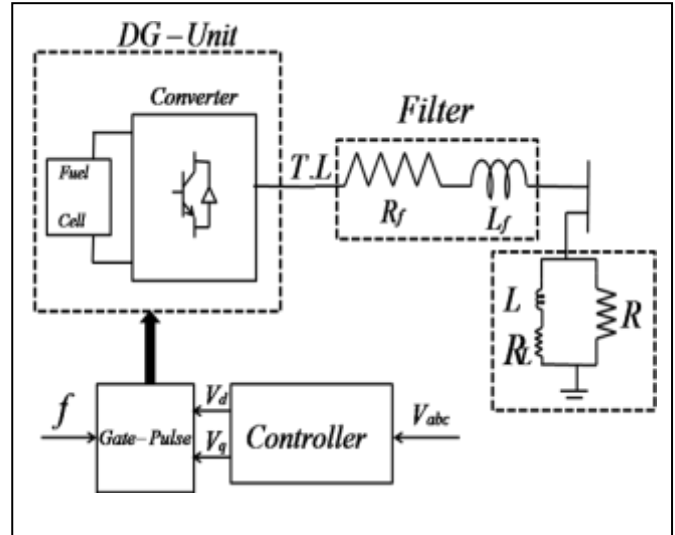 DG-Unit
Converter
Filter
Fuel
Cell
T.L
Rf
Lf
L
R
RL
f
Gate-Pulse
Vd
Vq
Controller
Vabc